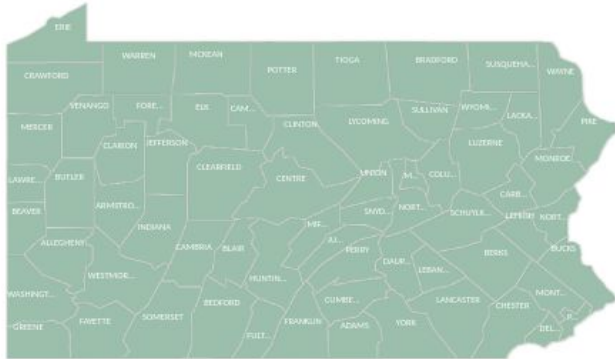 ERIE
WARREN
MCKEAN
POTTER
TIOGA
BRADFORD
SUSQUEHA...
WAYNE
CRAWFORD
VENANGO
FORE...
ELK
CAM...
CLINTON
LYCOMING
SULLIVAN
WYOMI...
LACKA...
PIKE
MERCER
CLARION
JEFFERSON
CLEARFIELD
CENTRE
UNION
M...
COLU...
LUZERNE
MONROE
LAWRE...
BUTLER
ARMSTRO...
INDIANA
SNYD...
NORT...
SCHUYLK...
CARB...
LEHIGH
NORT...
BEAVER
ALLEGHENY
WESTMOR...
CAMBRIA
BLAIR
HUNTIN...
MIF...
JU...
PERRY
DAUP...
LEBAN...
BERKS
BUCKS
WASHINGT...
GREENE
FAYETTE
SOMERSET
BEDFORD
FULT...
FRANKLIN
CUMBE...
ADAMS
YORK
LANCASTER
CHESTER
MONT...
DEL...
P...